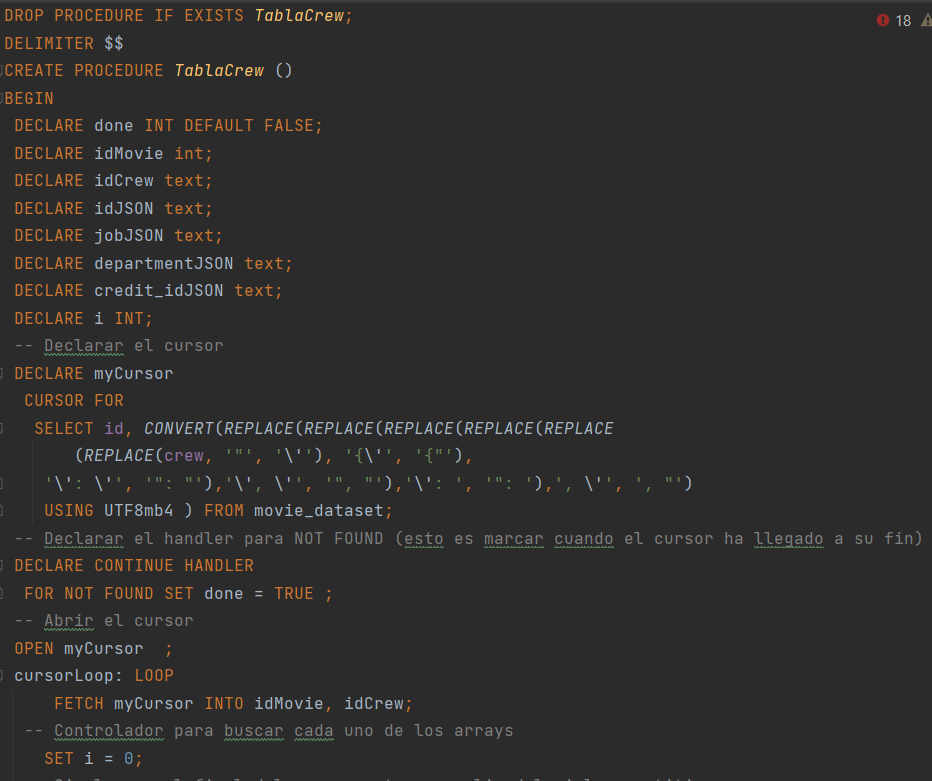 DROP PROCEDURE IF EXISTS TablaCrew;
18
DELIMITER $$
CREATE PROCEDURE TablaCrew ()
BEGIN
DECLARE done INT DEFAULT FALSE;
DECLARE idMovie int;
DECLARE idCrew text;
DECLARE idJSON text;
DECLARE jobJSON text;
DECLARE departmentJSON text;
DECLARE credit_idJSON text;
DECLARE i INT;
-- Declarar el cursor
DECLARE myCursor
CURSOR FOR
SELECT id, CONVERT(REPLACE(REPLACE(REPLACE(REPLACE(REPLACE
(REPLACE(crew, '"', '\''), '{\'', '{"'),
'\': \'', '": "'),'\', \'', '", "'),'\': ', '": '),', \'', ', "')
USING UTF8mb4 ) FROM movie_dataset;
-- Declarar el handler para NOT FOUND (esto es marcar cuando el cursor ha llegado a su fin)
DECLARE CONTINUE HANDLER
FOR NOT FOUND SET done = TRUE ;
-- Abrir el cursor
OPEN myCursor  ;
cursorLoop: LOOP
FETCH myCursor INTO idMovie, idCrew;
-- Controlador para buscar cada uno de los arrays
SET i = 0;